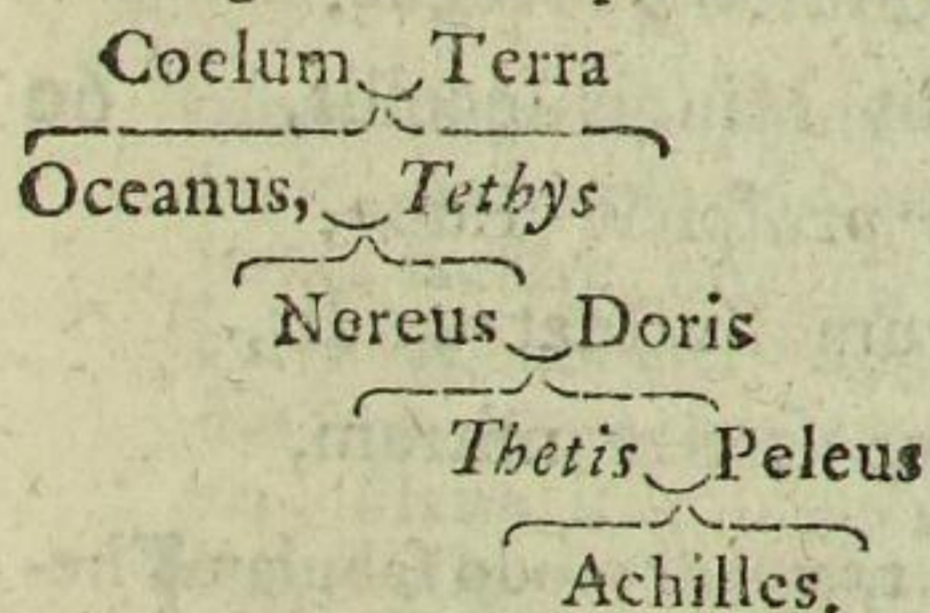 Coelum Terra
Oceanus, Tethys
Nereus Doris
Thetis Peleus
Achilles.